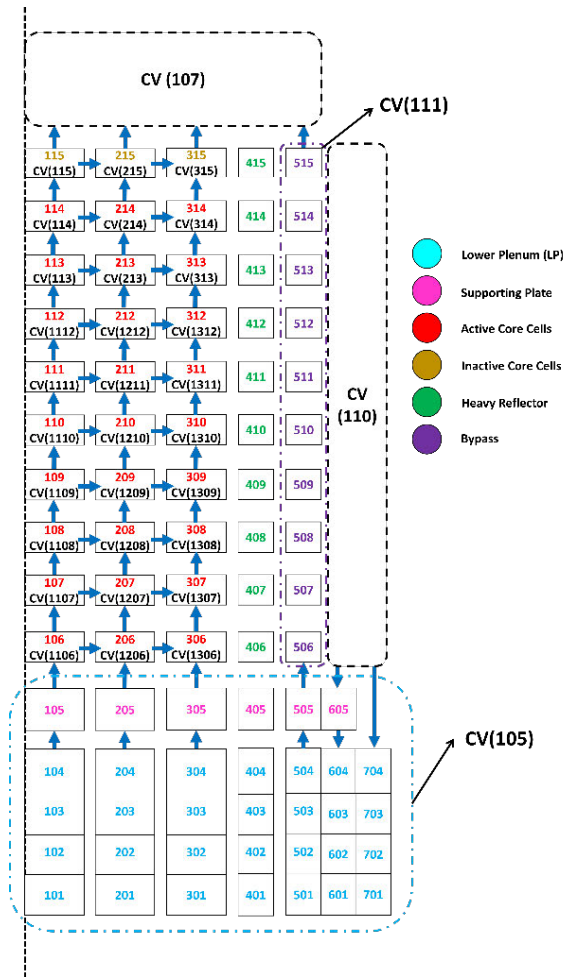 CV (107)
CV(111)
115 215 315 415 515
CV(115) CV(215) CV(315)
114 214 314 414 514
CV(114) CV(214) CV(314)
113 213 313 413 513
CV(113) CV(213) CV(313)
112 212 312 412 512
CV(1112) CV(1212) CV(1312)
111 211 311 411 511
CV(1111) CV(1211) CV(1311)
110 210 310 410 510
CV(1110) CV(1210) CV(1310)
109 209 309 409 509
CV(1109) CV(1209) CV(1309)
108 208 308 408 508
CV(1108) CV(1208) CV(1308)
107 207 307 407 507
CV(1107) CV(1207) CV(1307)
106 206 306 406 506
CV(1106) CV(1206) CV(1306)
CV
(110)
Lower Plenum (LP)
Supporting Plate
Active Core Cells
Inactive Core Cells
Heavy Reflector
Bypass
105 205 305 405 505 605
CV(105)
104 204 304 404 504 604 704
103 203 303 403 503 603 703
102 202 302 402 502 602 702
101 201 301 401 501 601 701